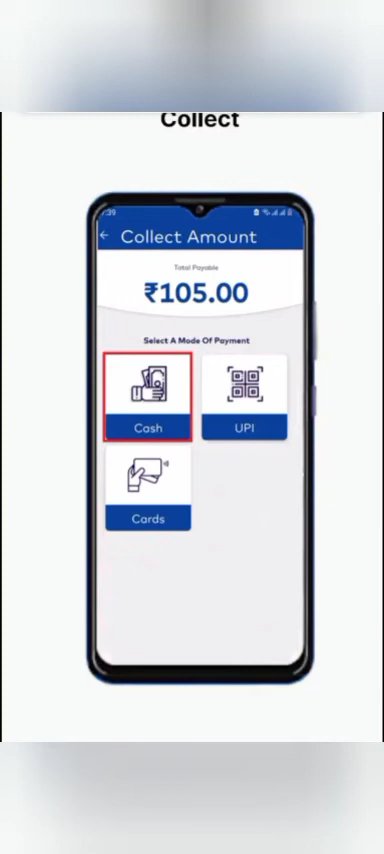 Collect
Collect Amount
Total Payable
₹105.00
Select A Mode Of Payment
Cash
UPI
Cards